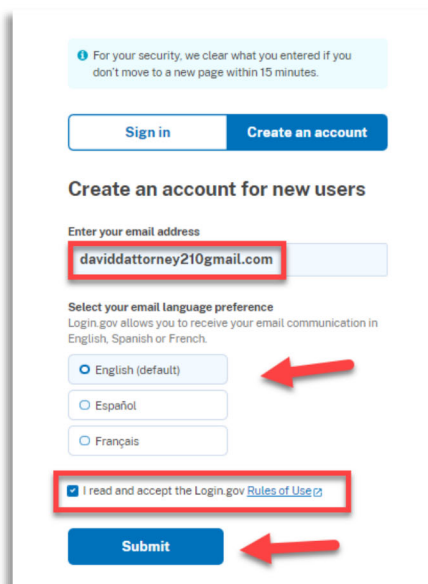 For your security, we clear what you entered if you
don't move to a new page within 15 minutes.
Sign in
Create an account
Create an account for new users
Enter your email address
daviddattorney210gmail.com
Select your email language preference
Login.gov allows you to receive your email communication in
English, Spanish or French.
English (default)
Español
Français
I read and accept the Login.gov Rules of Use
Submit